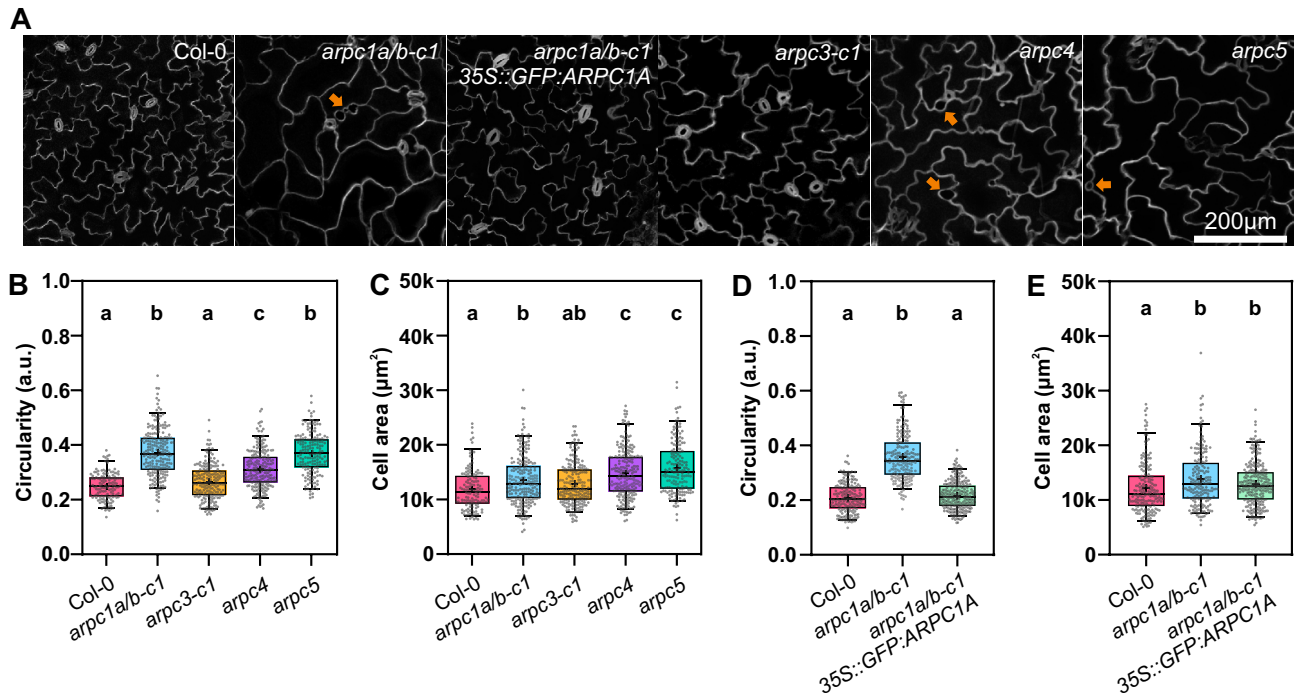 A
Col-0
arpc1a/b-c1
arpc1a/b-c1
35S::GFP:ARPC1A
arpc3-c1
arpc4
arpc5
200µm
B
Circularity (a.u.)
1.0
0.8
0.6
0.4
0.2
0.0
a b a c b
Col-0
arpc1a/b-c1
arpc3-c1
arpc4
arpc5
C
Cell area (µm²)
50k
40k
30k
20k
10k
0
a b ab c c
Col-0
arpc1a/b-c1
arpc3-c1
arpc4
arpc5
D
Circularity (a.u.)
1.0
0.8
0.6
0.4
0.2
0.0
a b a
Col-0
arpc1a/b-c1
arpc1a/b-c1
35S::GFP:ARPC1A
E
Cell area (µm²)
50k
40k
30k
20k
10k
0
a b b
Col-0
arpc1a/b-c1
arpc1a/b-c1
35S::GFP:ARPC1A